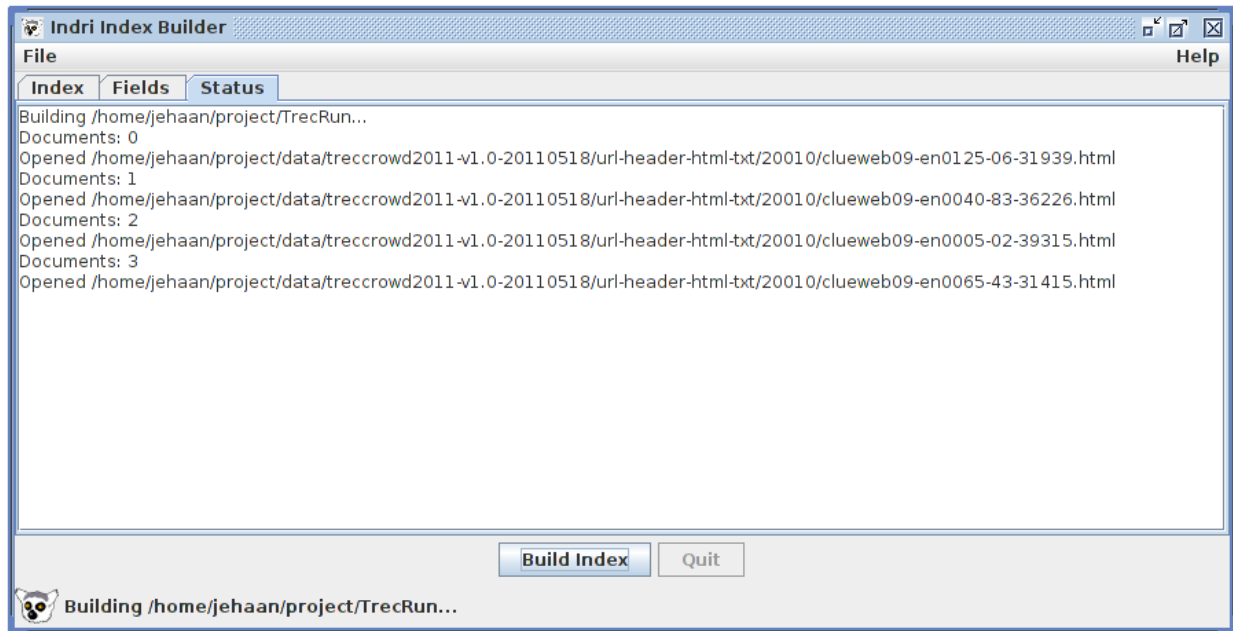 Indri Index Builder
File Help
Index Fields Status
Building /home/jehaan/project/TrecRun...
Documents: 0
Opened /home/jehaan/project/data/treccrowd2011-v1.0-20110518/url-header-html-txt/20010/clueweb09-en0125-06-31939.html
Documents: 1
Opened /home/jehaan/project/data/treccrowd2011-v1.0-20110518/url-header-html-txt/20010/clueweb09-en0040-83-36226.html
Documents: 2
Opened /home/jehaan/project/data/treccrowd2011-v1.0-20110518/url-header-html-txt/20010/clueweb09-en0005-02-39315.html
Documents: 3
Opened /home/jehaan/project/data/treccrowd2011-v1.0-20110518/url-header-html-txt/20010/clueweb09-en0065-43-31415.html
Build Index Quit
Building /home/jehaan/project/TrecRun...